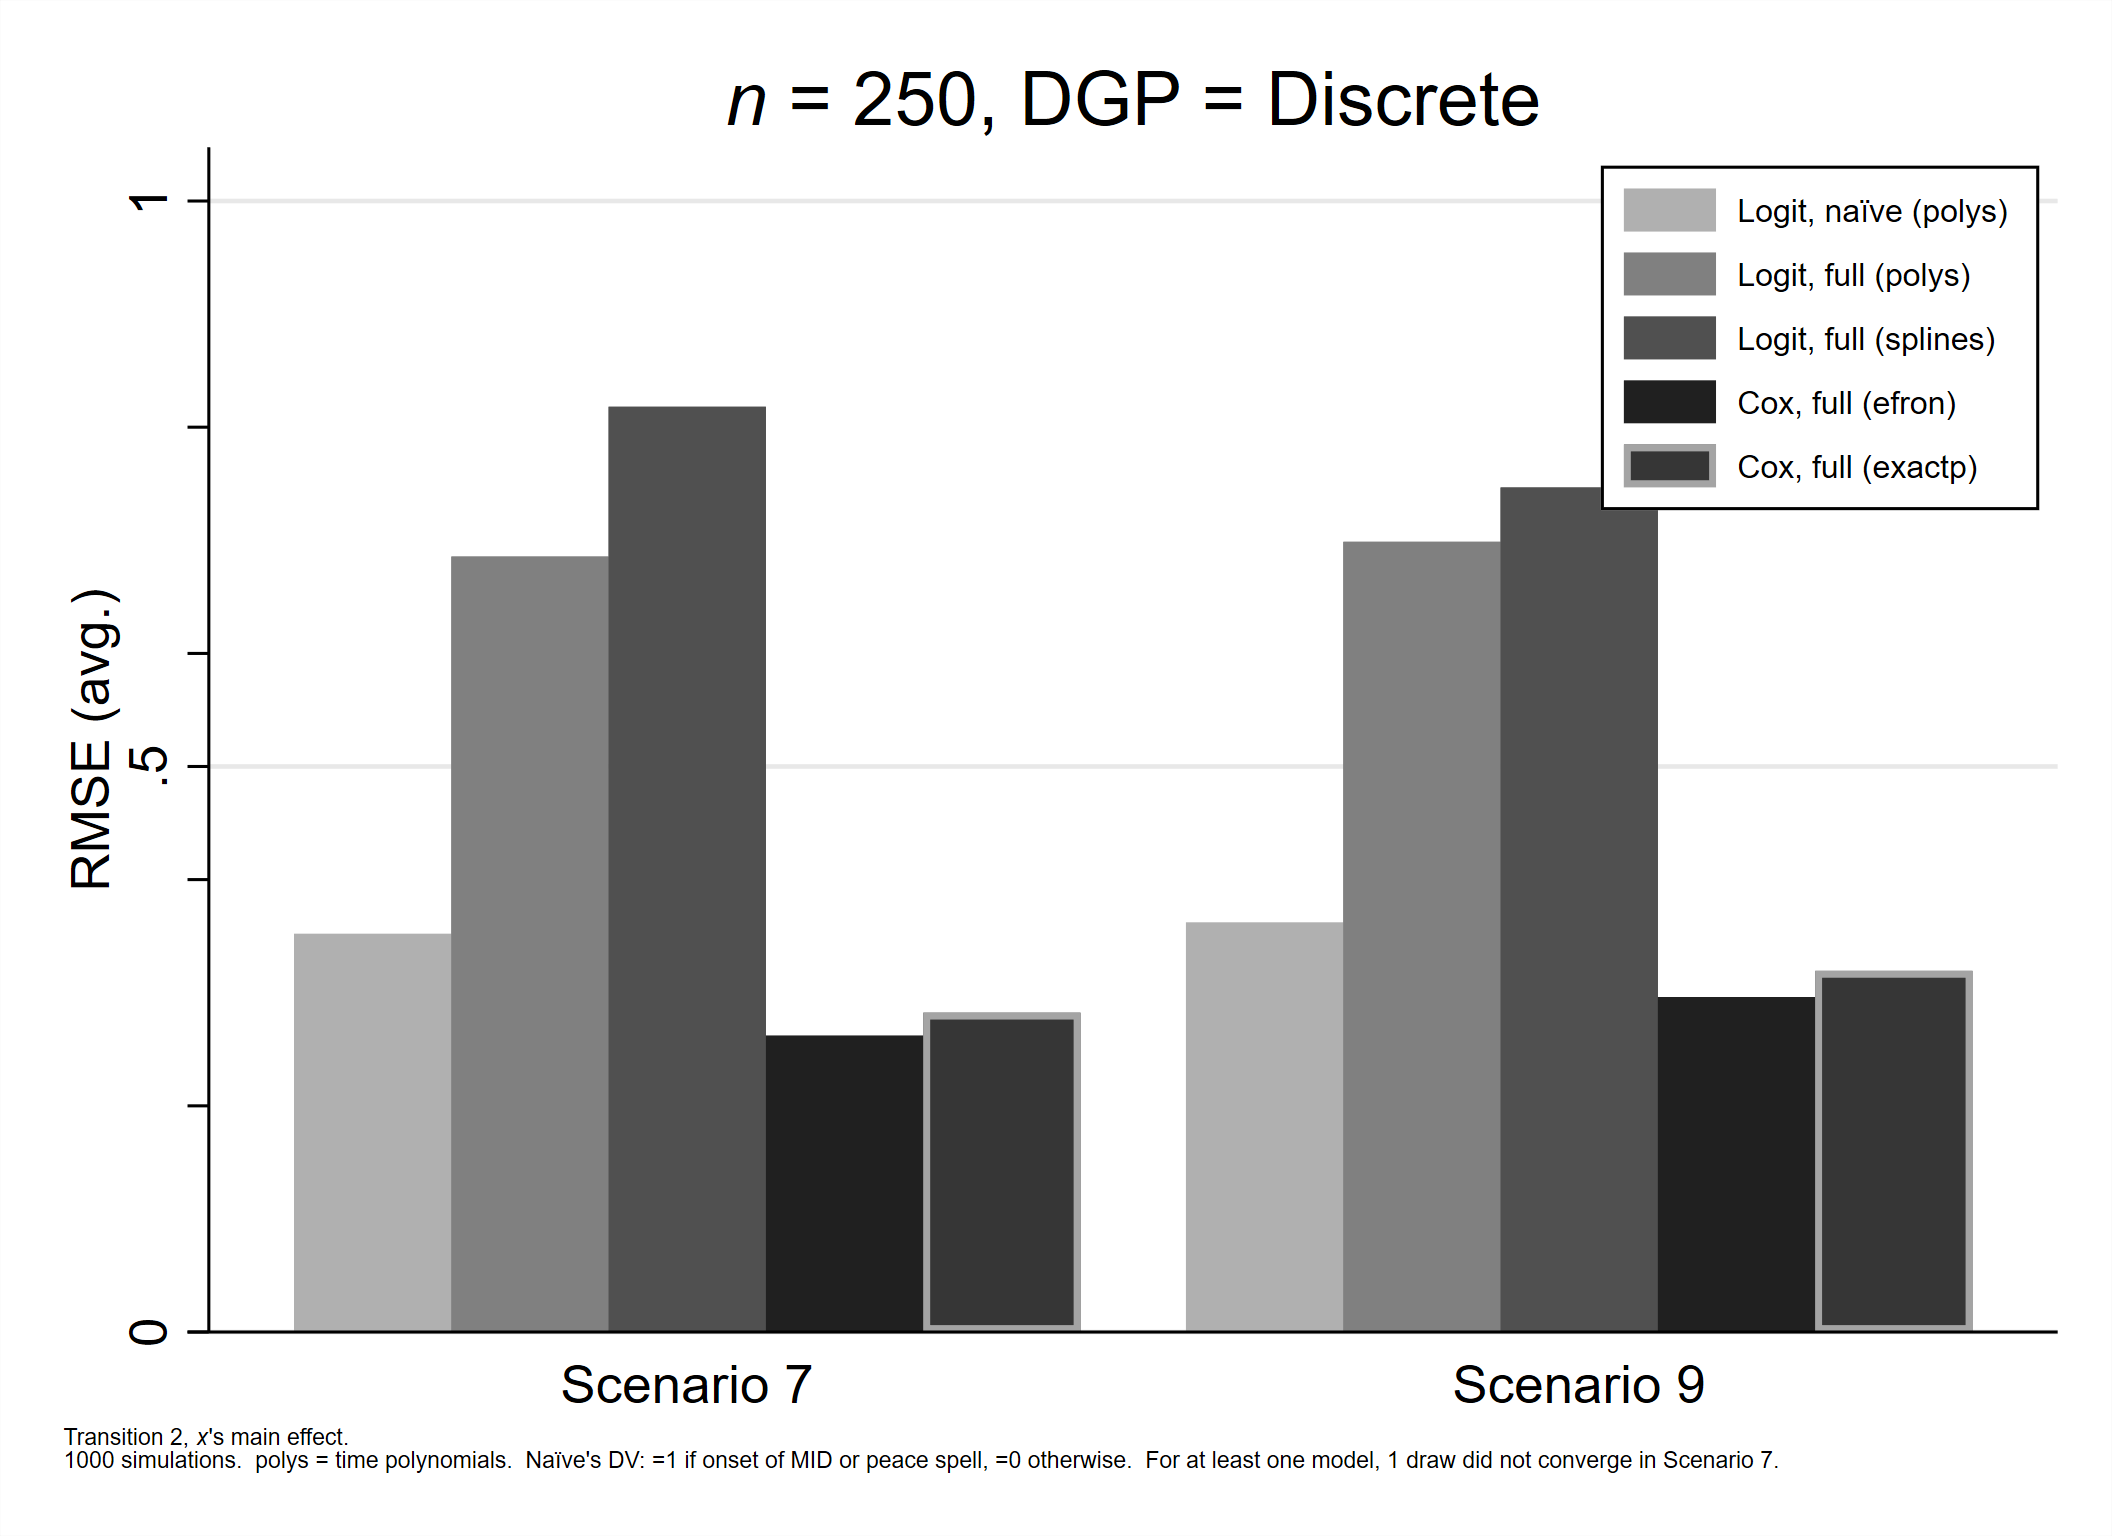 n = 250, DGP = Discrete
1
.5
0
RMSE (avg.)
Logit, naïve (polys)
Logit, full (polys)
Logit, full (splines)
Cox, full (efron)
Cox, full (exactp)
Scenario 7
Scenario 9
Transition 2, x's main effect.
1000 simulations.  polys = time polynomials.  Naïve's DV: =1 if onset of MID or peace spell, =0 otherwise.  For at least one model, 1 draw did not converge in Scenario 7.